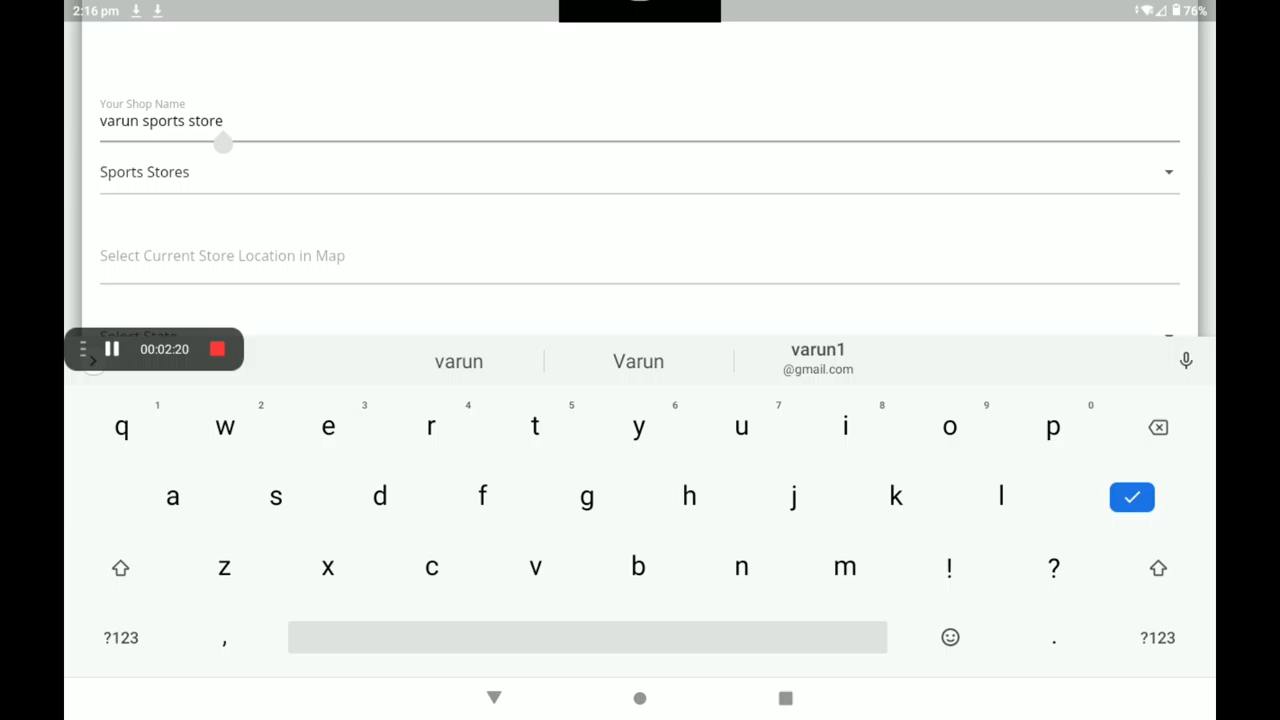 2:16 pm
76%
Your Shop Name
varun sports store
Sports Stores
Select Current Store Location in Map
Select State
00:02:20
varun
Varun
varun1
@gmail.com
1 2 3 4 5 6 7 8 9 0
q w e r t y u i o p
a s d f g h j k l
z x c v b n m ! ?
?123 , . ?123